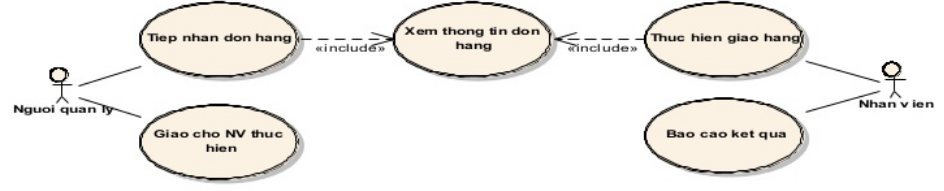 Tiep nhan don hang
«include»
Xem thong tin don
hang
«include»
Thuc hien giao hang
Nguoi quan ly
Nhan vien
Giao cho NV thuc
hien
Bao cao ket qua